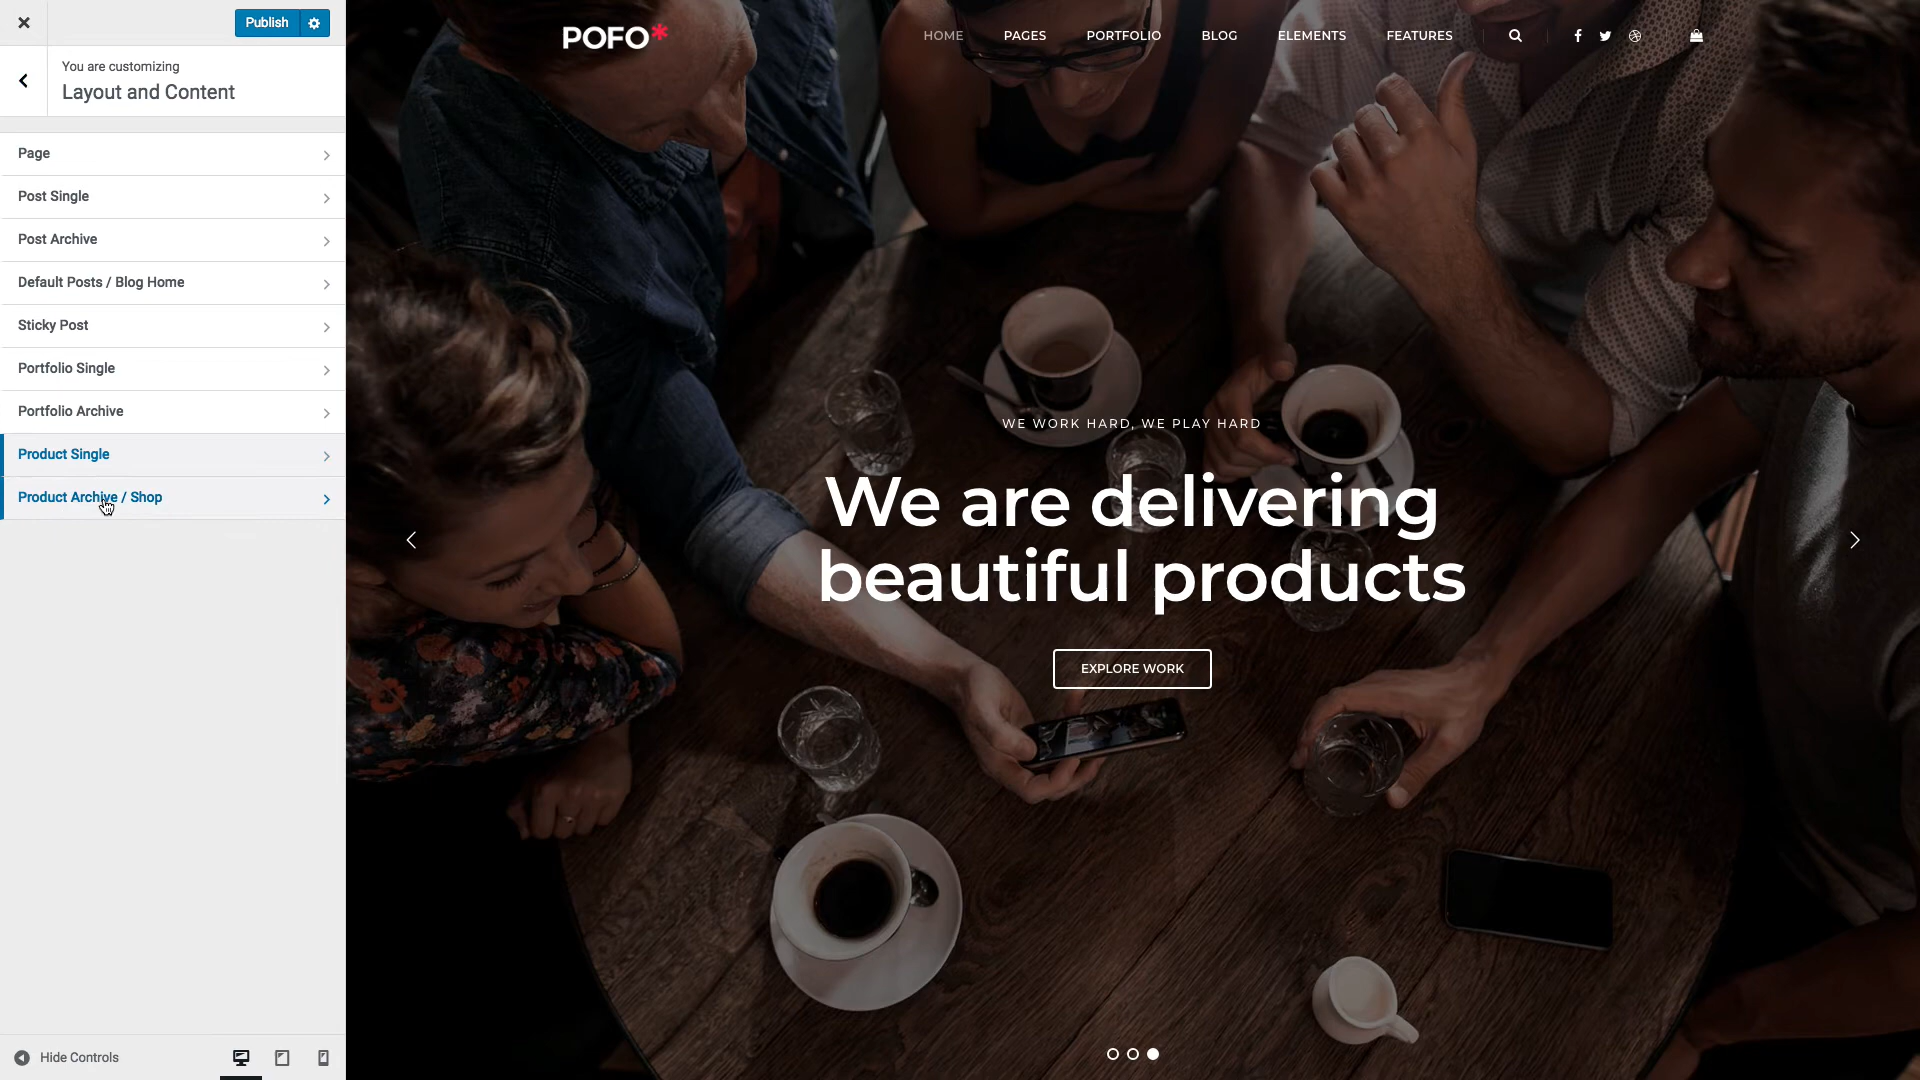 Publish
You are customizing
Layout and Content
Page
Post Single
Post Archive
Default Posts / Blog Home
Sticky Post
Portfolio Single
Portfolio Archive
Product Single
Product Archive / Shop
Hide Controls
POFO*
HOME PAGES PORTFOLIO BLOG ELEMENTS FEATURES
WE WORK HARD, WE PLAY HARD
We are delivering
beautiful products
EXPLORE WORK